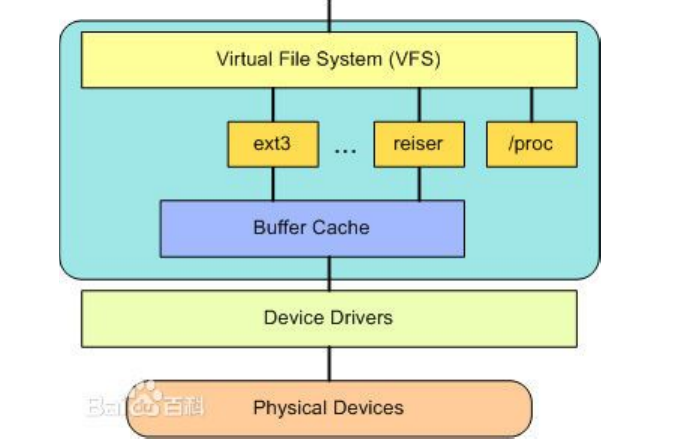 Virtual File System (VFS)
ext3
...
reiser
/proc
Buffer Cache
Device Drivers
Baidu百科
Physical Devices